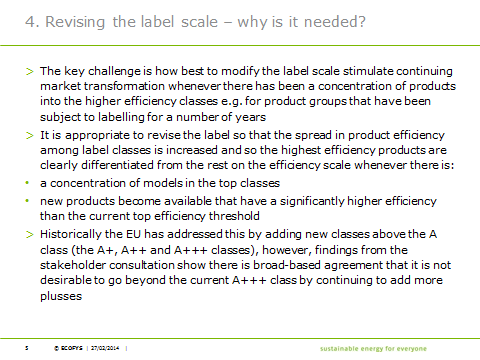 4. Revising the label scale – why is it needed?
> The key challenge is how best to modify the label scale stimulate continuing
market transformation whenever there has been a concentration of products
into the higher efficiency classes e.g. for product groups that have been
subject to labelling for a number of years
> It is appropriate to revise the label so that the spread in product efficiency
among label classes is increased and so the highest efficiency products are
clearly differentiated from the rest on the efficiency scale whenever there is:
• a concentration of models in the top classes
• new products become available that have a significantly higher efficiency
than the current top efficiency threshold
> Historically the EU has addressed this by adding new classes above the A
class (the A+, A++ and A+++ classes), however, findings from the
stakeholder consultation show there is broad-based agreement that it is not
desirable to go beyond the current A+++ class by continuing to add more
plusses
5 © ECOFYS | 27/02/2014 | sustainable energy for everyone